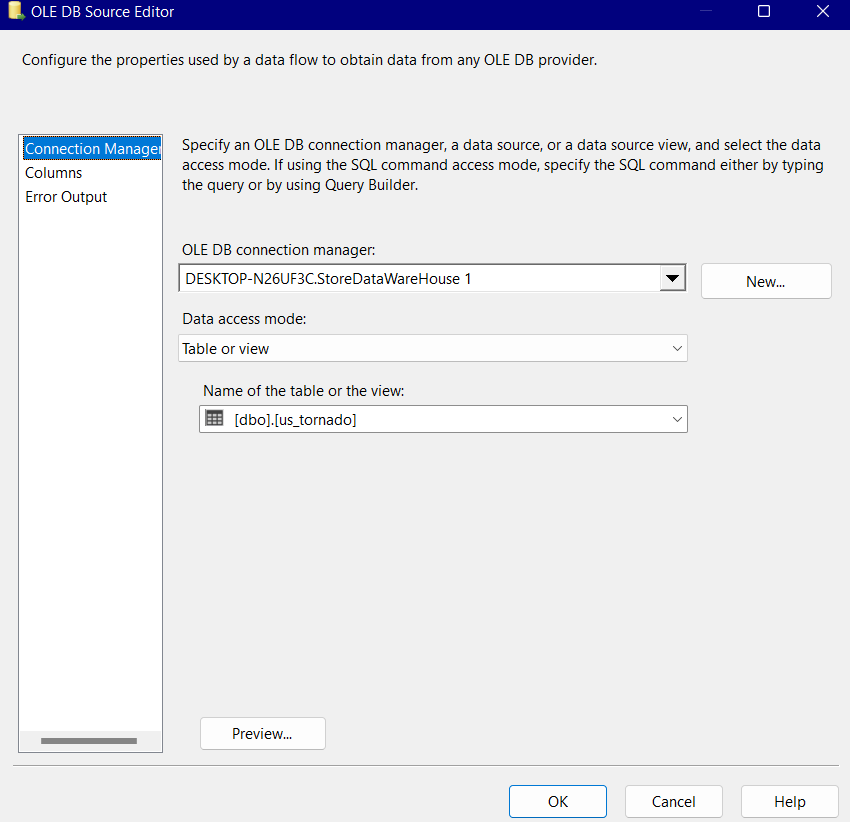 OLE DB Source Editor
Configure the properties used by a data flow to obtain data from any OLE DB provider.
Connection Manager
Columns
Error Output
Specify an OLE DB connection manager, a data source, or a data source view, and select the data
access mode. If using the SQL command access mode, specify the SQL command either by typing
the query or by using Query Builder.
OLE DB connection manager:
DESKTOP-N26UF3C.StoreDataWareHouse 1
New...
Data access mode:
Table or view
Name of the table or the view:
[dbo].[us_tornado]
Preview...
OK
Cancel
Help